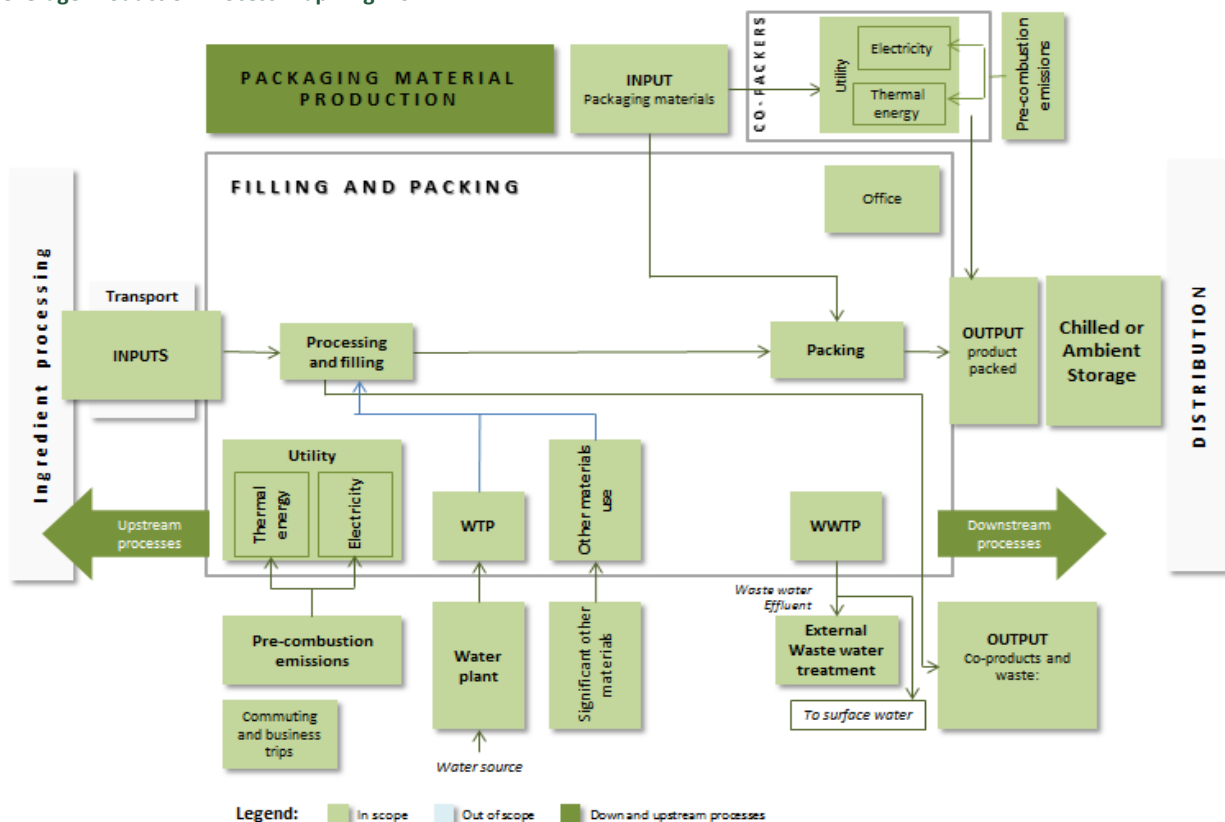 PACKAGING MATERIAL
PRODUCTION
INPUT
Packaging materials
CO-PACKERS
Utility
Electricity
Thermal
energy
Pre-combustion
emissions
FILLING AND PACKING
Office
Ingredient processing
Transport
INPUTS
Processing
and filling
Packing
OUTPUT
product
packed
Chilled or
Ambient
Storage
DISTRIBUTION
Utility
Thermal
energy
Electricity
WTP
Other materials
use
WWTP
Upstream
processes
Downstream
processes
Waste water
Effluent
Pre-combustion
emissions
Water
plant
Significant other
materials
External
Waste water
treatment
OUTPUT
Co-products and
waste:
To surface water
Commuting
and business
trips
Water source
Legend:
In scope
Out of scope
Down and upstream processes